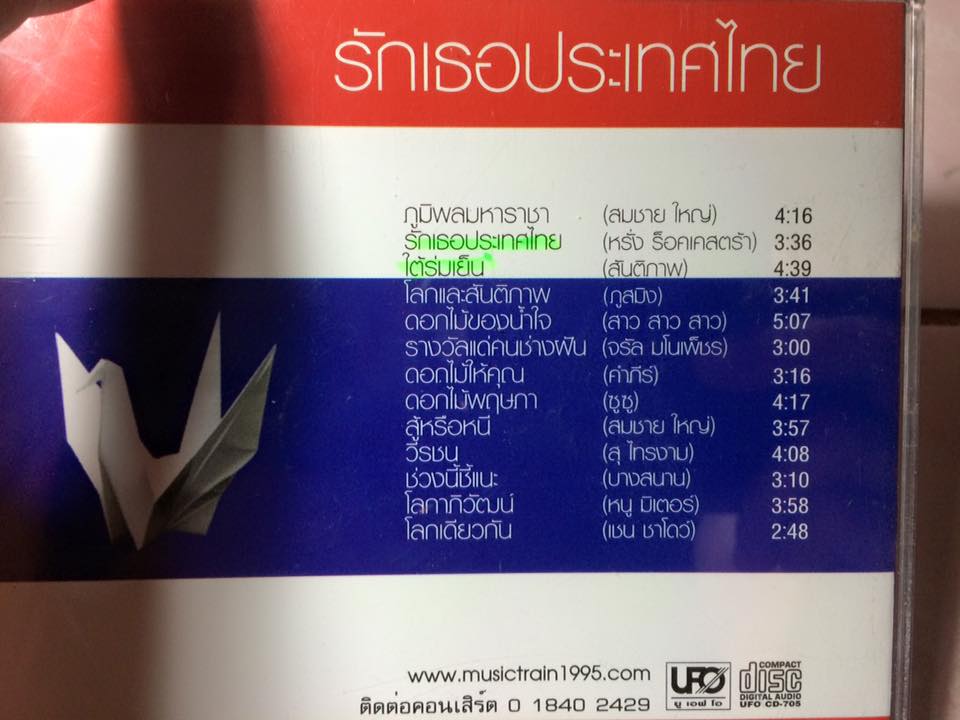 รักเธอประเทศไทย
ภูมิพลมหาราชา (สมชาย ใหญ่) 4:16
รักเธอประเทศไทย (หรั่ง ร็อคเคสตร้า) 3:36
ใต้ร่มเย็น (สันติภาพ) 4:39
โลกและสันติภาพ (ภูสมิง) 3:41
ดอกไม้ของน้ำใจ (สาว สาว สาว) 5:07
รางวัลแด่คนช่างฝัน (จรัล มโนเพ็ชร) 3:00
ดอกไม้ให้คุณ (คำภีร์) 3:16
ดอกไม้พฤษภา (ซูซู) 4:17
สู้หรือหนี (สมชาย ใหญ่) 3:57
วีรชน (สุ ไทรงาม) 4:08
ช่วงนี้ชี้แนะ (บางสนาน) 3:10
โลกาภิวัฒน์ (หนู มิเตอร์) 3:58
โลกเดียวกัน (เชน ชาโดว์) 2:48
www.musictrain1995.com
ติดต่อคอนเสิร์ต 0 1840 2429
UFO
ยู เอฟ โอ
COMPACT
disc
DIGITAL AUDIO
UFO CD-705